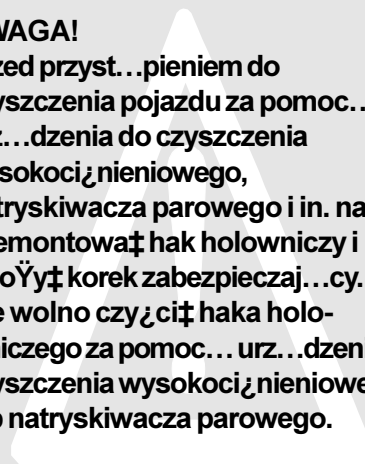 WAGA!
zed przyst…pieniem do
yszczenia pojazdu za pomoc…
z…dzenia do czyszczenia
sokoci¿nieniowego,
tryskiwacza parowego i in. na
emontowa‡ hak holowniczy i
oŸy‡ korek zabezpieczaj…cy.
e wolno czy¿ci‡ haka holo-
niczego za pomoc… urz…dzen
yszczenia wysokoci¿nieniowe
o natryskiwacza parowego.